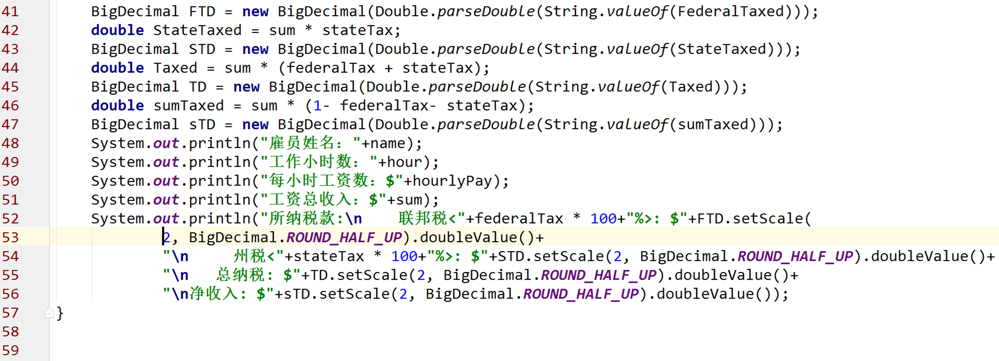 41 BigDecimal FTD = new BigDecimal(Double.parseDouble(String.valueOf(FederalTaxed)));
42 double StateTaxed = sum * stateTax;
43 BigDecimal STD = new BigDecimal(Double.parseDouble(String.valueOf(StateTaxed)));
44 double Taxed = sum * (federalTax + stateTax);
45 BigDecimal TD = new BigDecimal(Double.parseDouble(String.valueOf(Taxed)));
46 double sumTaxed = sum * (1- federalTax- stateTax);
47 BigDecimal sTD = new BigDecimal(Double.parseDouble(String.valueOf(sumTaxed)));
48 System.out.println("雇员姓名："+name);
49 System.out.println("工作小时数："+hour);
50 System.out.println("每小时工资数：$"+hourlyPay);
51 System.out.println("工资总收入：$"+sum);
52 System.out.println("所纳税款:\n    联邦税<"+federalTax * 100+"%>：$"+FTD.setScale(
53 2, BigDecimal.ROUND_HALF_UP).doubleValue()+
54 "\n     州税<"+stateTax * 100+"%>：$"+STD.setScale(2, BigDecimal.ROUND_HALF_UP).doubleValue()+
55 "\n   总纳税：$"+TD.setScale(2, BigDecimal.ROUND_HALF_UP).doubleValue()+
56 "\n净收入：$"+sTD.setScale(2, BigDecimal.ROUND_HALF_UP).doubleValue());
57 }
58
59